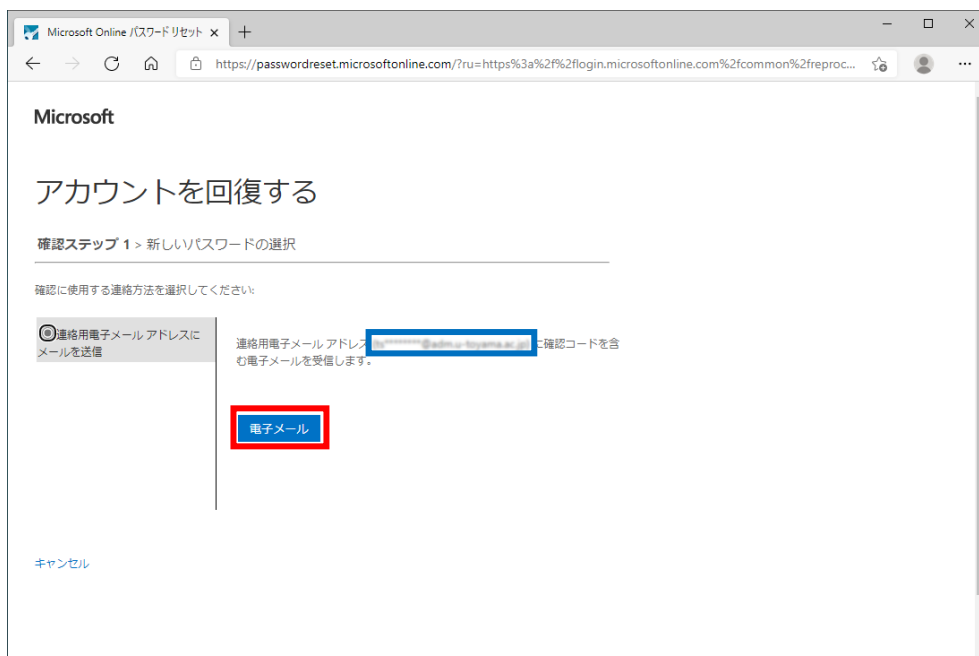 Microsoft Online パスワード リセット
https://passwordreset.microsoftonline.com/?ru=https%3a%2f%2flogin.microsoftonline.com%2fcommon%2freproc...
Microsoft
アカウントを回復する
確認ステップ 1 > 新しいパスワードの選択
確認に使用する連絡方法を選択してください:
連絡用電子メール アドレスに
メールを送信
連絡用電子メール アドレス に確認コードを含
む電子メールを受信します。
電子メール
キャンセル